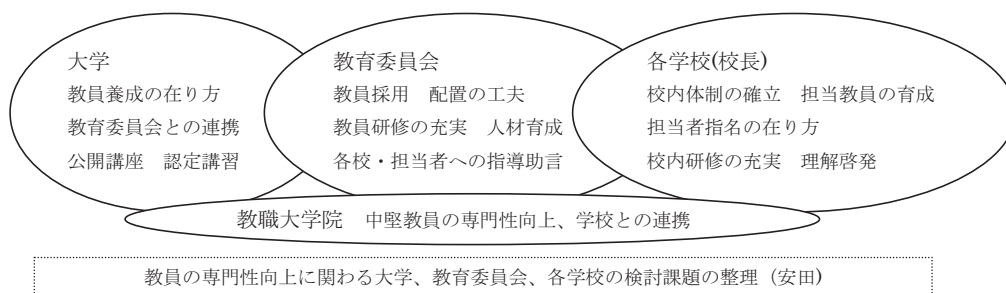 大学
教員養成の在り方
教育委員会との連携
公開講座　認定講習
教育委員会
教員採用　配置の工夫
教員研修の充実　人材育成
各校・担当者への指導助言
各学校(校長)
校内体制の確立　担当教員の育成
担当者指名の在り方
校内研修の充実　理解啓発
教職大学院　中堅教員の専門性向上、学校との連携
教員の専門性向上に関わる大学、教育委員会、各学校の検討課題の整理（安田）